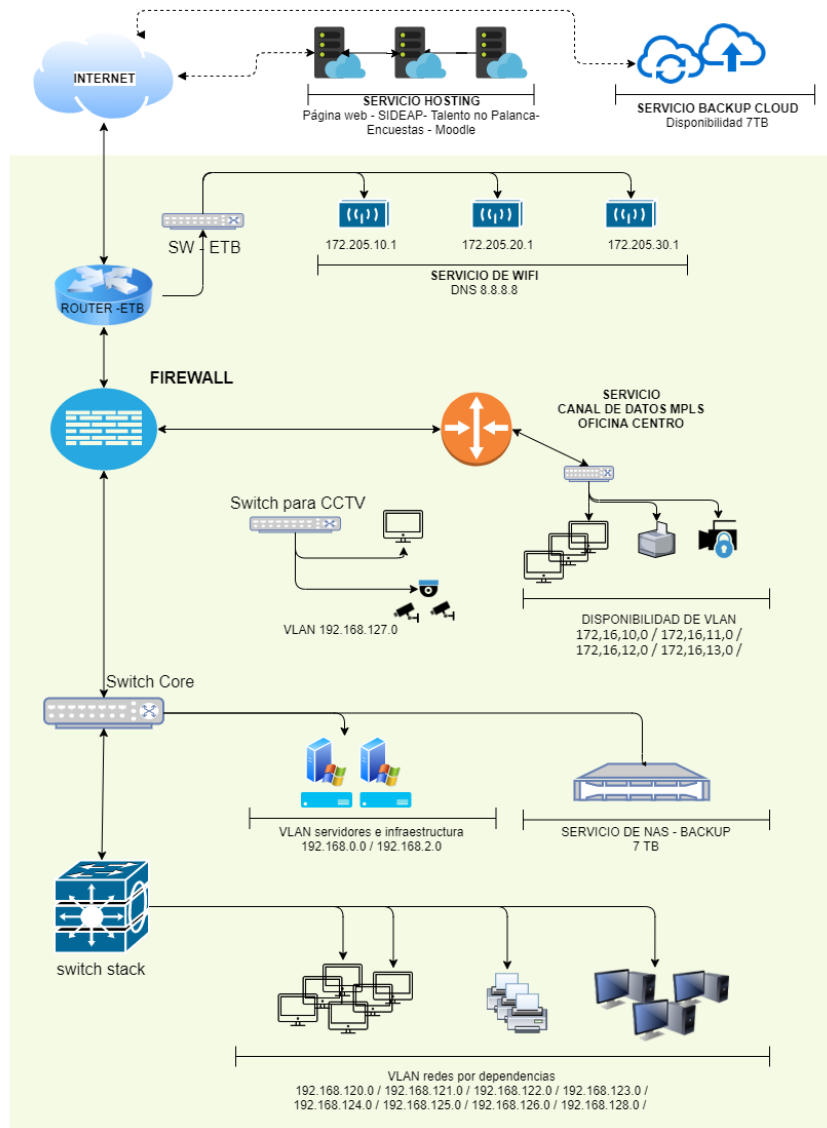 INTERNET
SERVICIO HOSTING
Página web - SIDEAP- Talento no Palanca-
Encuestas - Moodle
SERVICIO BACKUP CLOUD
Disponibilidad 7TB
SW - ETB
172.205.10.1
172.205.20.1
172.205.30.1
SERVICIO DE WIFI
DNS 8.8.8.8
ROUTER -ETB
FIREWALL
SERVICIO
CANAL DE DATOS MPLS
OFICINA CENTRO
Switch para CCTV
VLAN 192.168.127.0
DISPONIBILIDAD DE VLAN
172,16,10,0 / 172,16,11,0 /
172,16,12,0 / 172,16,13,0 /
Switch Core
VLAN servidores e infraestructura
192.168.0.0 / 192.168.2.0
SERVICIO DE NAS - BACKUP
7 TB
switch stack
VLAN redes por dependencias
192.168.120.0 / 192.168.121.0 / 192.168.122.0 / 192.168.123.0 /
192.168.124.0 / 192.168.125.0 / 192.168.126.0 / 192.168.128.0 /